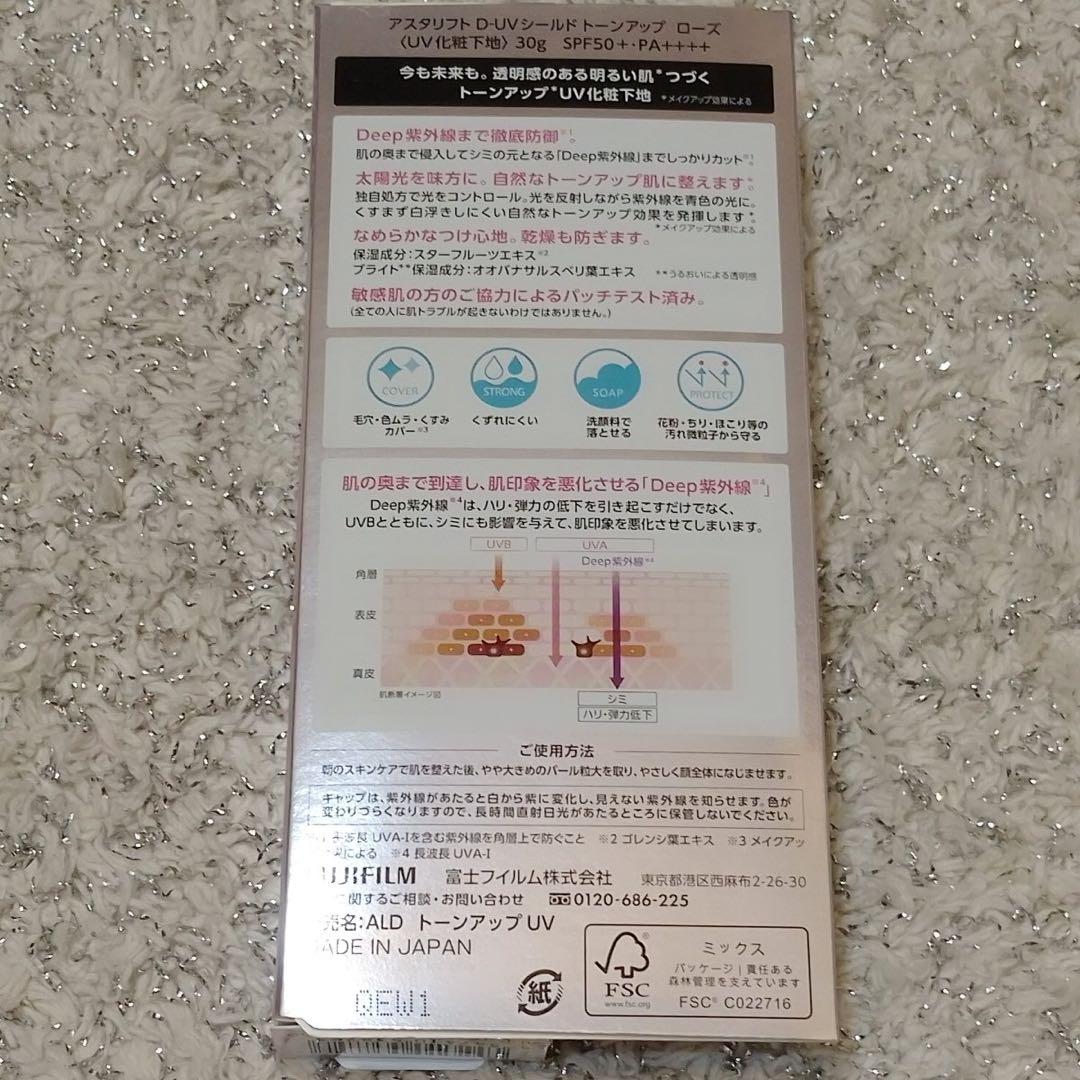 アスタリフト D-UVシールド トーンアップ ローズ
〈UV化粧下地〉 30g SPF50+・PA++++
今も未来も。透明感のある明るい肌*つづく
トーンアップ*UV化粧下地 *メイクアップ効果による
Deep紫外線まで徹底防御※1。
肌の奥まで侵入してシミの元となる「Deep紫外線」までしっかりカット※1。
太陽光を味方に。自然なトーンアップ肌に整えます*。
独自処方で光をコントロール。光を反射しながら紫外線を青色の光に。
くすまず白浮きしにくい自然なトーンアップ効果を発揮します*。
*メイクアップ効果による
なめらかなつけ心地。乾燥も防ぎます。
保湿成分：スターフルーツエキス※2
ブライト**保湿成分：オオバナサルスベリ葉エキス **うるおいによる透明感
敏感肌の方のご協力によるパッチテスト済み。
(全ての人に肌トラブルが起きないわけではありません。)
COVER STRONG SOAP PROTECT
毛穴・色ムラ・くすみ くずれにくい 洗顔料で 花粉・ちり・ほこり等の
カバー※3 落とせる 汚れ微粒子から守る
肌の奥まで到達し、肌印象を悪化させる「Deep紫外線※4」
Deep紫外線※4は、ハリ・弾力の低下を引き起こすだけでなく、
UVBとともに、シミにも影響を与えて、肌印象を悪化させてしまいます。
UVB UVA
Deep紫外線※4
角層
表皮
真皮
肌断層イメージ図
シミ
ハリ・弾力低下
ご使用方法
朝のスキンケアで肌を整えた後、やや大きめのパール粒大を取り、やさしく顔全体になじませます。
キャップは、紫外線があたると白から紫に変化し、見えない紫外線を知らせます。色が
変わりづらくなりますので、長時間直射日光があたるところに保管しないでください。
波長 UVA-Iを含む紫外線を角層上で防ぐこと ※2 ゴレンシ葉エキス ※3 メイクアッ
による ※4 長波長 UVA-I
UJIFILM 富士フイルム株式会社 東京都港区西麻布2-26-30
に関するご相談・お問い合わせ 0120-686-225
売名：ALD トーンアップ UV
ADE IN JAPAN
QEW1
紙
FSC
www.fsc.org
ミックス
パッケージ | 責任ある
森林管理を支えています
FSC® C022716